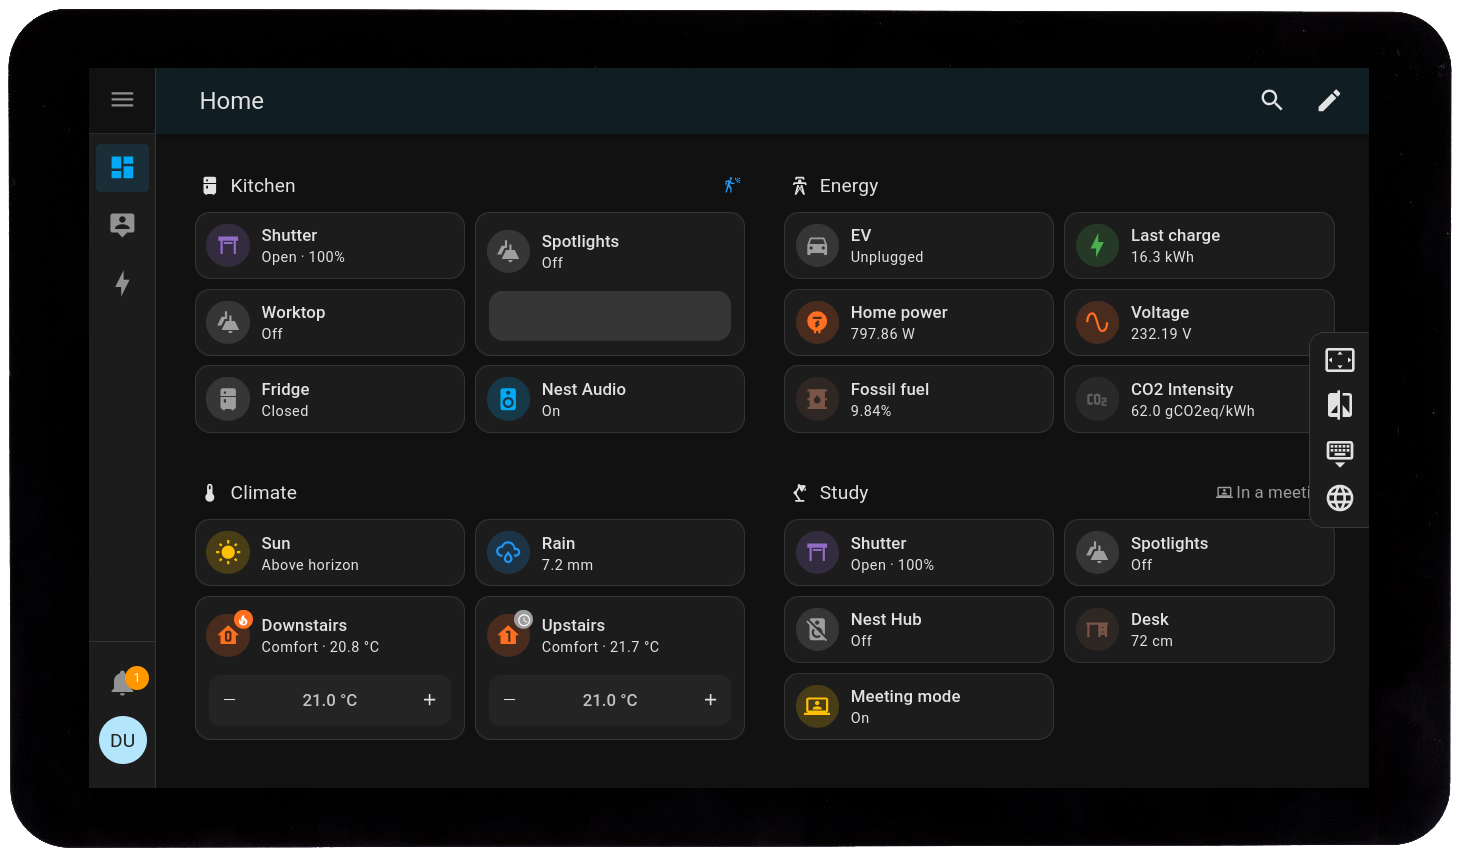 Home
Kitchen
Shutter
Open · 100%
Spotlights
Off
Worktop
Off
Fridge
Closed
Nest Audio
On
Energy
EV
Unplugged
Last charge
16.3 kWh
Home power
797.86 W
Voltage
232.19 V
Fossil fuel
9.84%
CO2
CO2 Intensity
62.0 gCO2eq/kWh
Climate
Sun
Above horizon
Rain
7.2 mm
0
Downstairs
Comfort · 20.8 °C
− 21.0 °C +
1
Upstairs
Comfort · 21.7 °C
− 21.0 °C +
Study
In a meeti
Shutter
Open · 100%
Spotlights
Off
Nest Hub
Off
Desk
72 cm
Meeting mode
On
1
DU